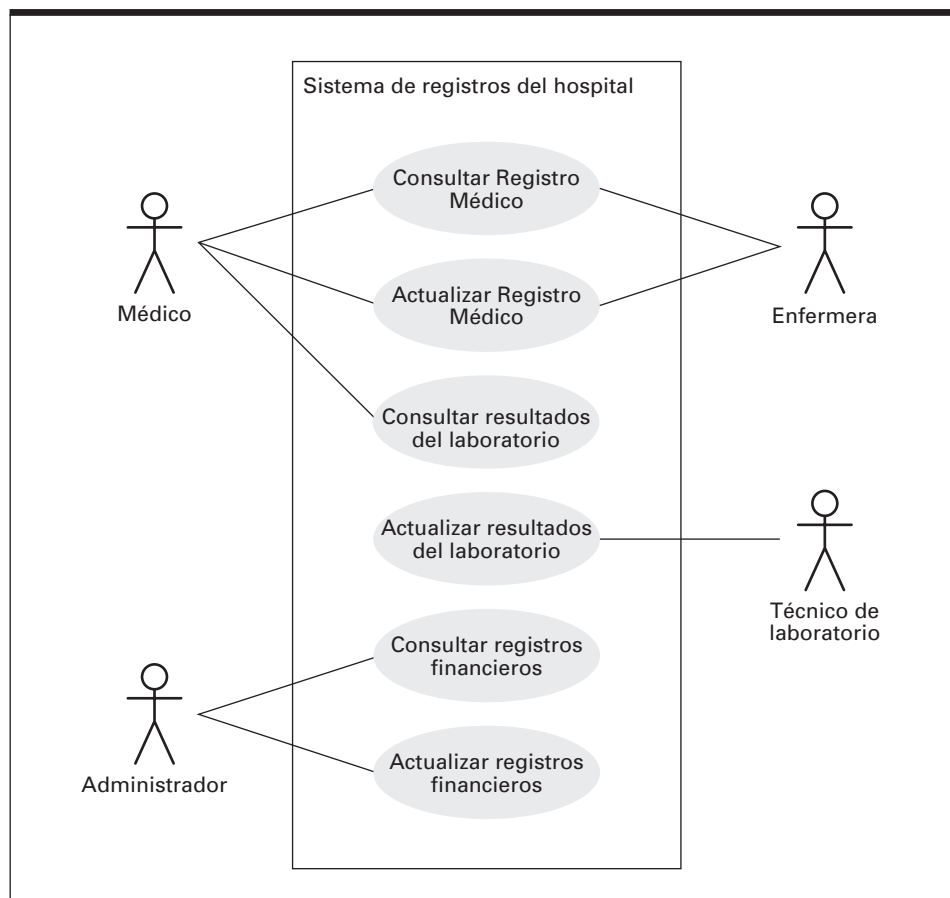 Sistema de registros del hospital
Consultar Registro
Médico
Médico
Actualizar Registro
Médico
Enfermera
Consultar resultados
del laboratorio
Actualizar resultados
del laboratorio
Técnico de
laboratorio
Consultar registros
financieros
Administrador
Actualizar registros
financieros